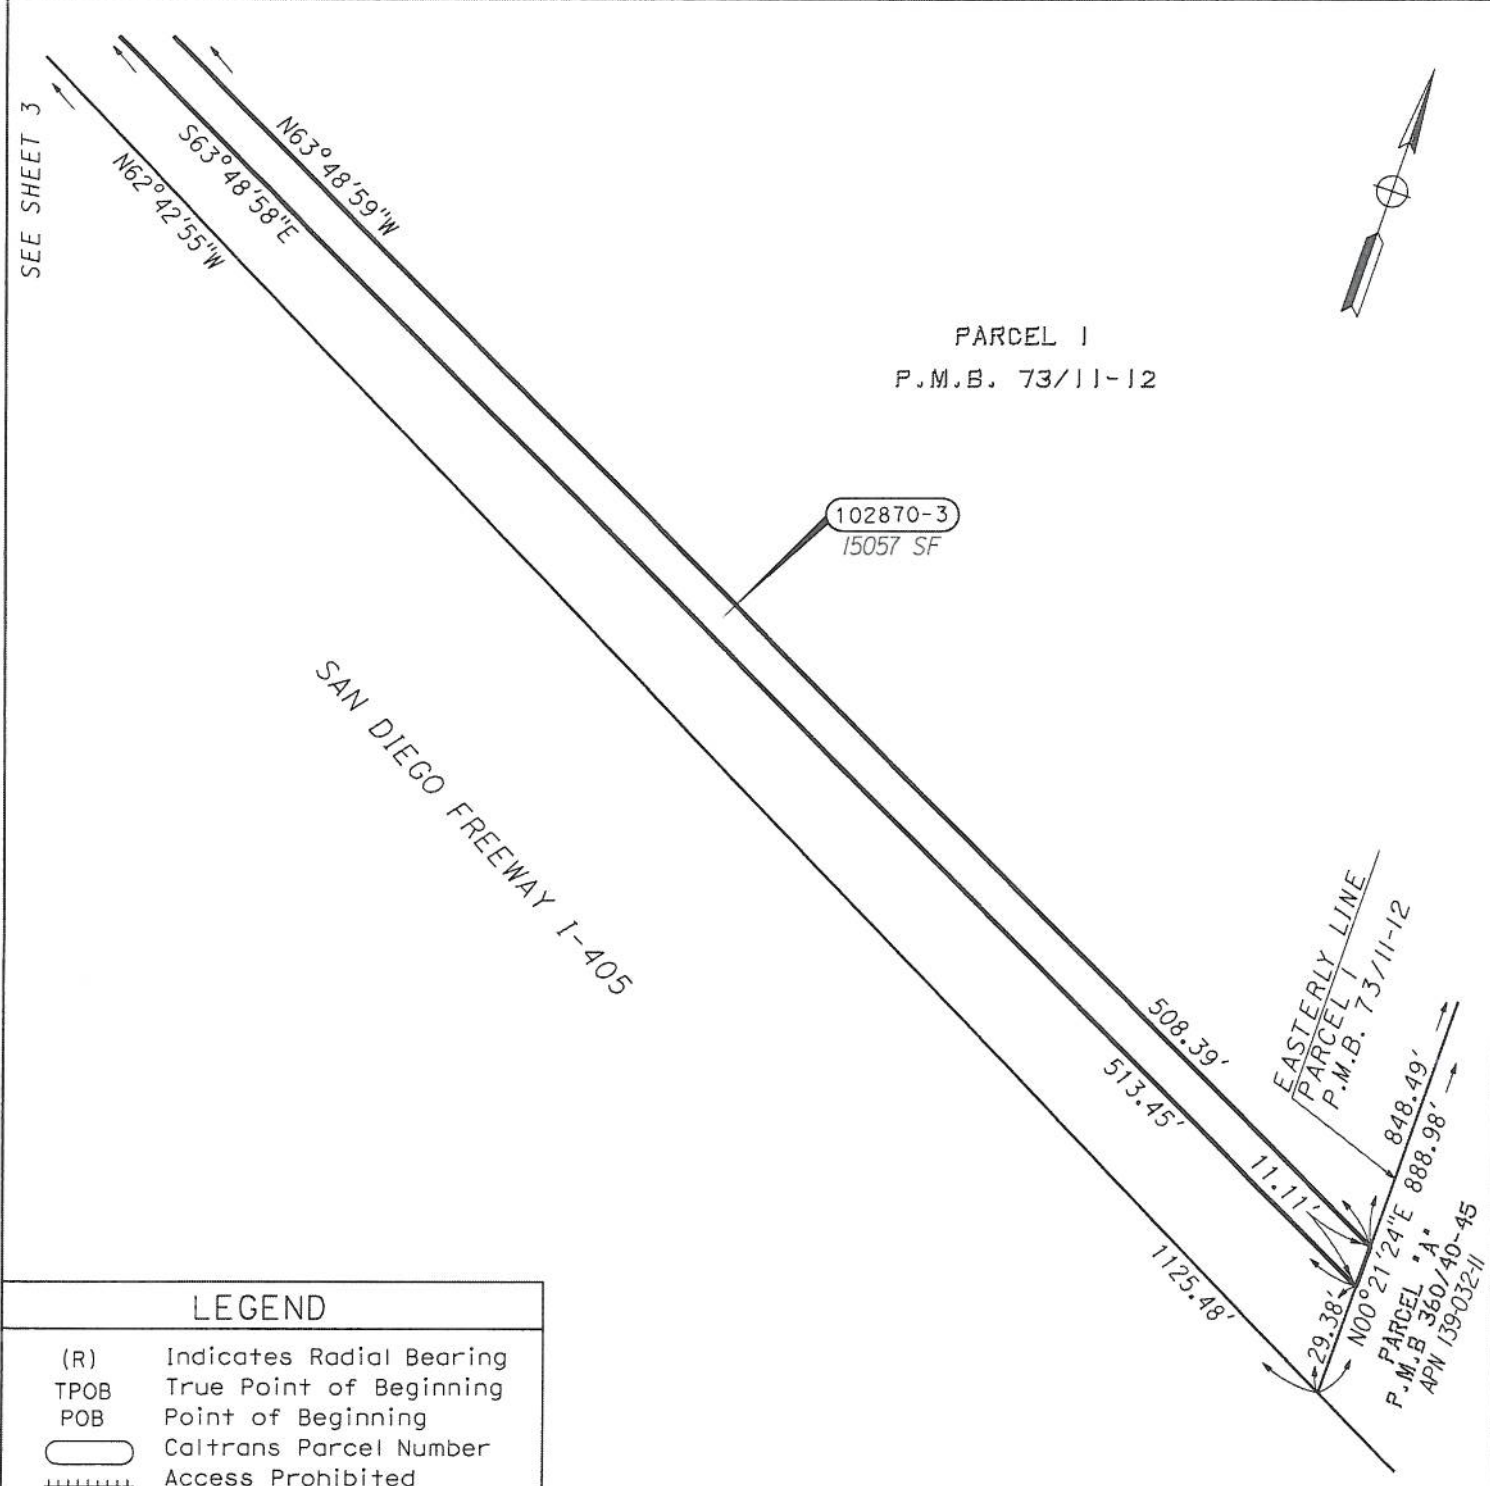 SEE SHEET 3
N63°48'59"W
S63°48'58"E
N62°42'55"W
PARCEL 1
P.M.B. 73/11-12
102870-3
15057 SF
SAN DIEGO FREEWAY I-405
EASTERLY LINE
PARCEL 1
P.M.B. 73/11-12
508.39'
513.45'
1125.48'
11.11'
29.38'
848.49'
N00°21'24"E 888.98'
PARCEL "A"
P.M.B 360/40-45
APN 139-032-11
LEGEND
(R) Indicates Radial Bearing
TPOB True Point of Beginning
POB Point of Beginning
Caltrans Parcel Number
Access Prohibited